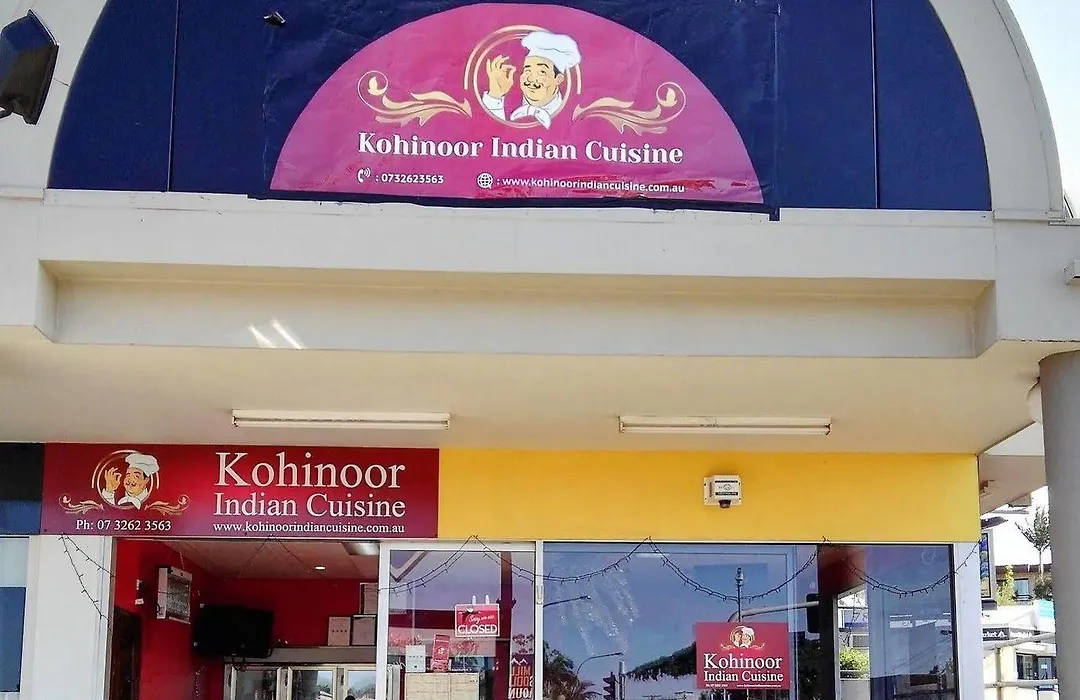 Kohinoor Indian Cuisine
: 0732623563
: www.kohinoorindiancuisine.com.au
Kohinoor
Indian Cuisine
Ph: 07 3262 3563
www.kohinoorindiancuisine.com.au
CLOSED
Kohinoor
Indian Cuisine